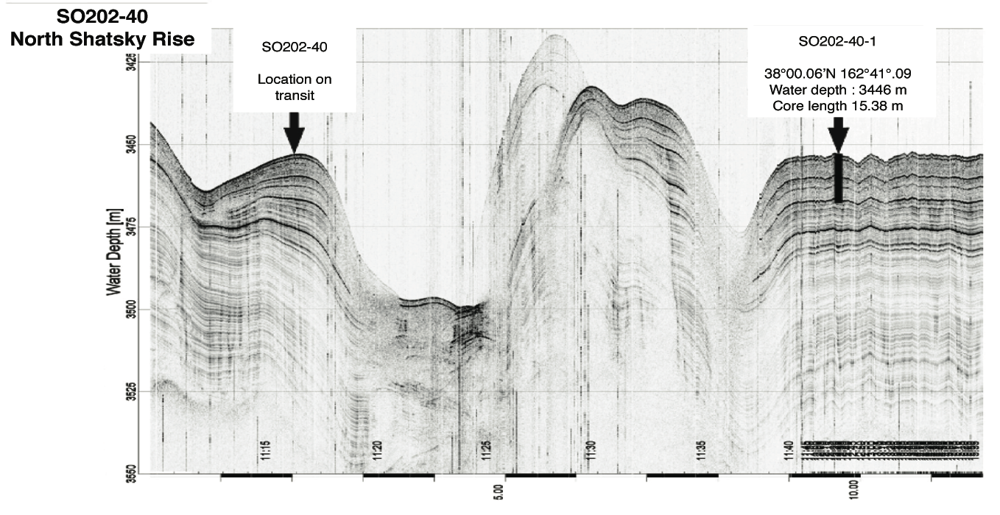 SO202-40
North Shatsky Rise
SO202-40
Location on
transit
SO202-40-1
38°00.06'N 162°41°.09
Water depth : 3446 m
Core length 15.38 m
Water Depth [m]
3425
3450
3475
3500
3525
3550
11:15
11:20
11:25
11:30
11:35
11:40
5.00
10.00